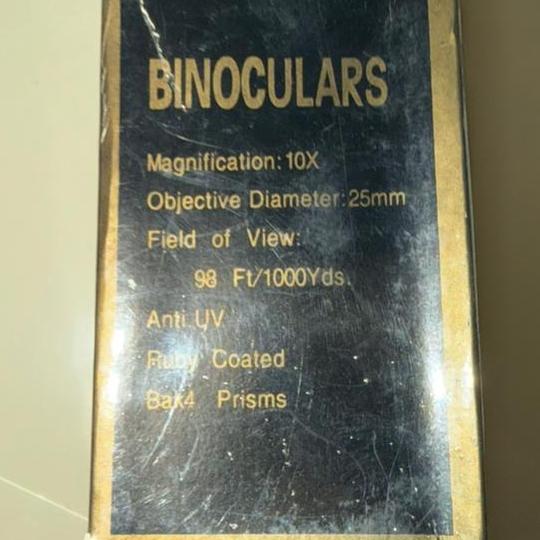 BINOCULARS
Magnification: 10X
Objective Diameter: 25mm
Field of View:
98 Ft/1000Yds.
Anti UV
Ruby Coated
Bak4 Prisms